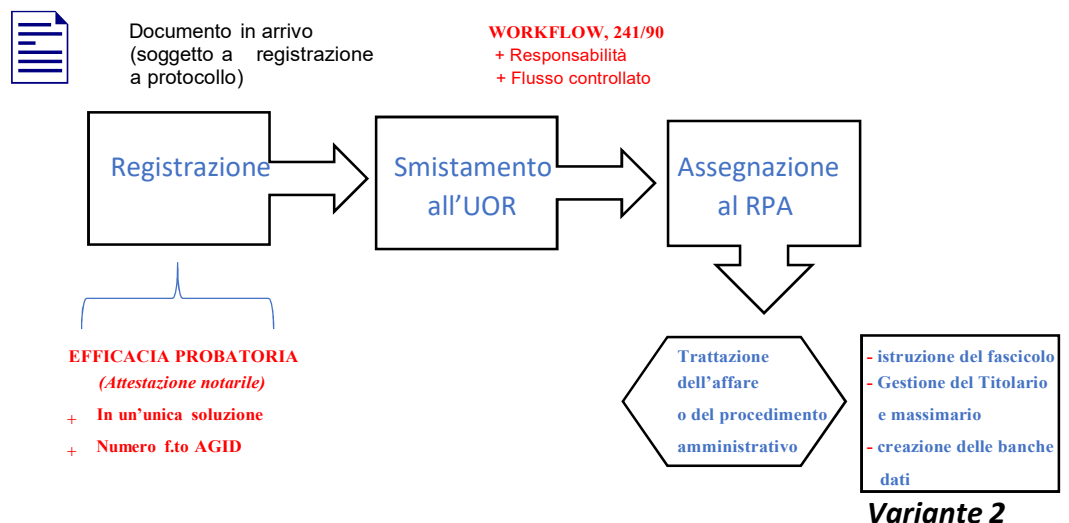 Documento in arrivo
(soggetto a registrazione
a protocollo)
WORKFLOW, 241/90
+ Responsabilità
+ Flusso controllato
Registrazione
Smistamento
all’UOR
Assegnazione
al RPA
EFFICACIA PROBATORIA
(Attestazione notarile)
+ In un’unica soluzione
+ Numero f.to AGID
Trattazione
dell’affare
o del procedimento
amministrativo
- istruzione del fascicolo
- Gestione del Titolario
e massimario
- creazione delle banche
dati
Variante 2